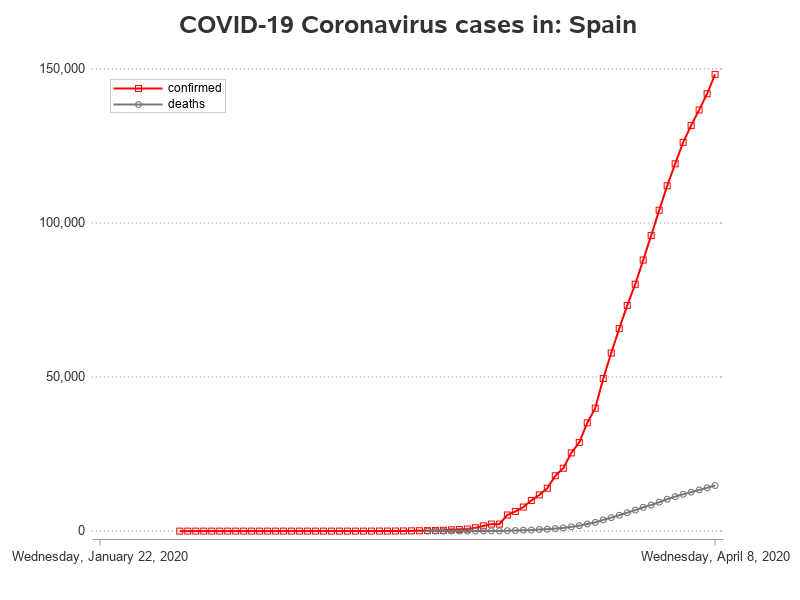 COVID-19 Coronavirus cases in: Spain
150,000
confirmed
deaths
100,000
50,000
0
Wednesday, January 22, 2020
Wednesday, April 8, 2020